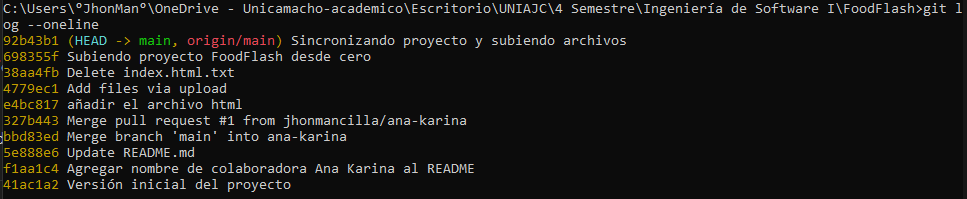 C:\Users\°JhonMan°\OneDrive - Unicamacho-academico\Escritorio\UNIAJC\4 Semestre\Ingeniería de Software I\FoodFlash>git l
og --oneline
92b43b1 (HEAD -> main, origin/main) Sincronizando proyecto y subiendo archivos
698355f Subiendo proyecto FoodFlash desde cero
38aa4fb Delete index.html.txt
4779ec1 Add files via upload
e4bc817 añadir el archivo html
327b443 Merge pull request #1 from jhonmancilla/ana-karina
bbd83ed Merge branch 'main' into ana-karina
5e888e6 Update README.md
f1aa1c4 Agregar nombre de colaboradora Ana Karina al README
41ac1a2 Versión inicial del proyecto